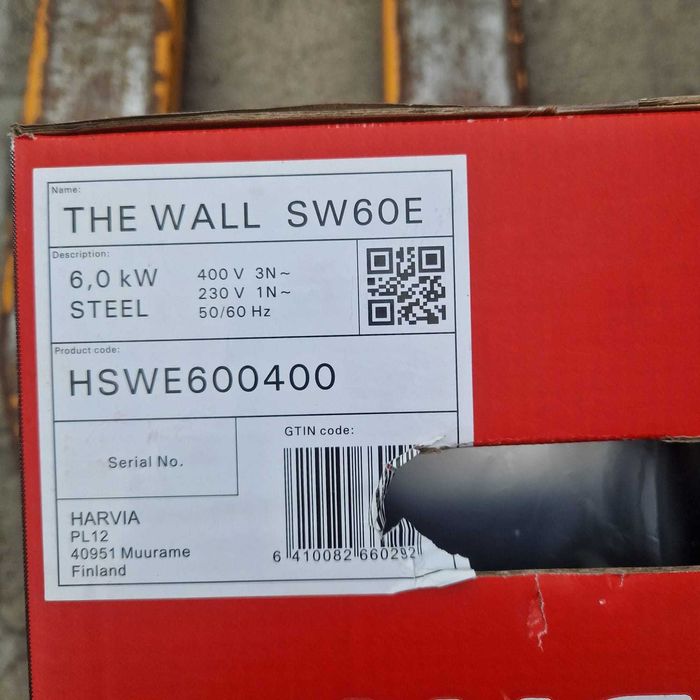 Name:
THE WALL SW60E
Description:
6,0 kW
STEEL
400 V 3N~
230 V 1N~
50/60 Hz
Product code:
HSWE600400
GTIN code:
Serial No.
HARVIA
PL12
40951 Muurame
Finland
6 410082 660292